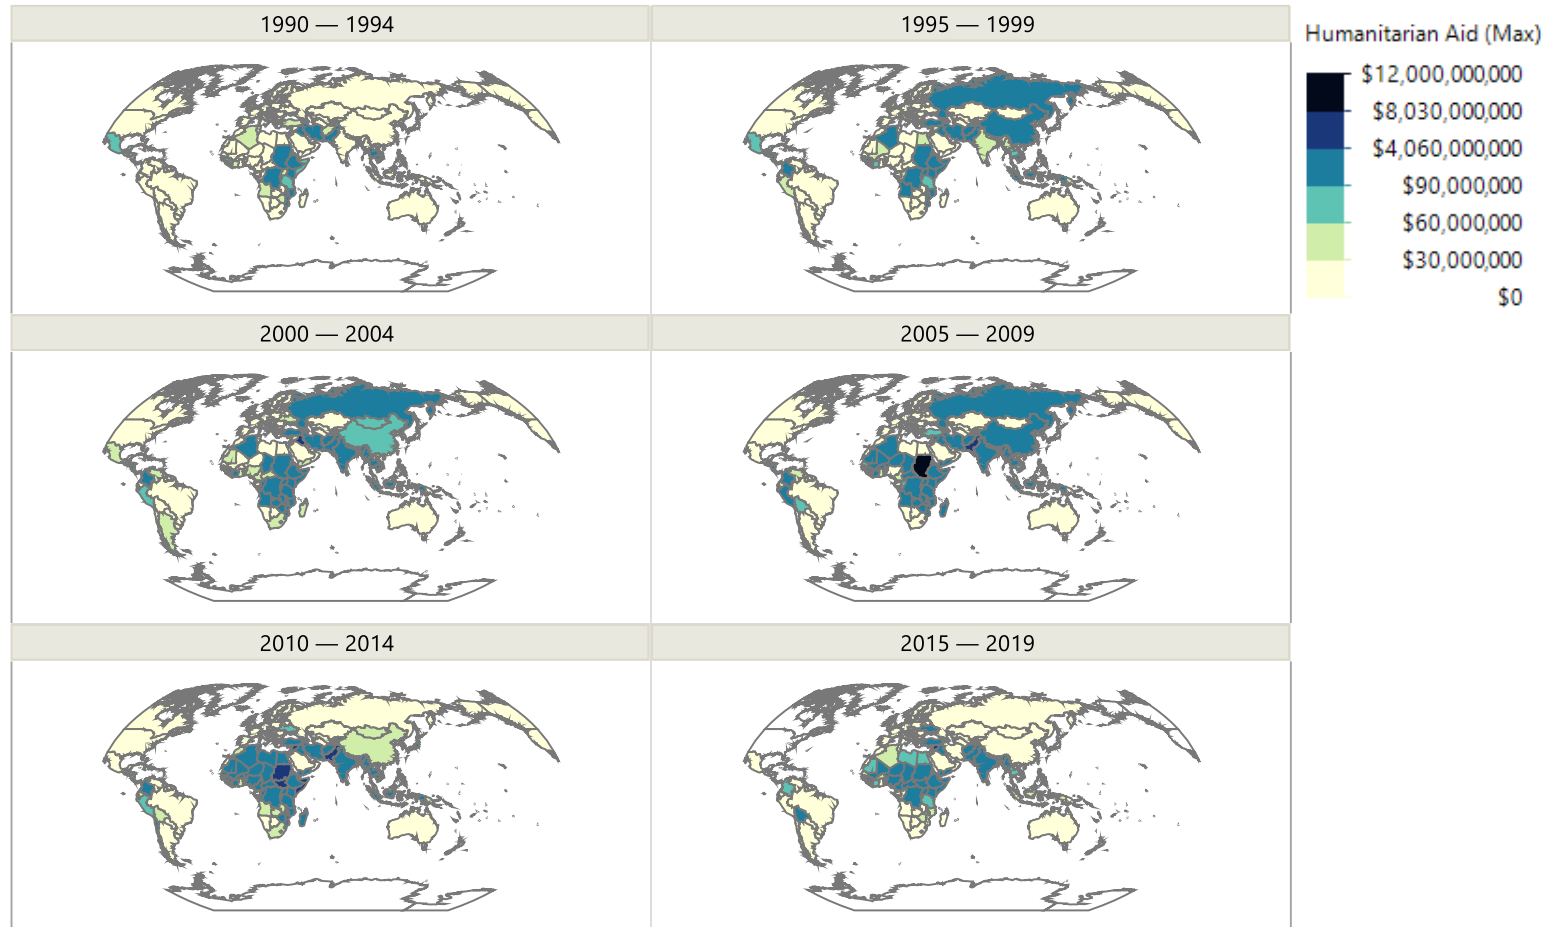 1990 — 1994
1995 — 1999
Humanitarian Aid (Max)
$12,000,000,000
$8,030,000,000
$4,060,000,000
$90,000,000
$60,000,000
$30,000,000
$0
2000 — 2004
2005 — 2009
2010 — 2014
2015 — 2019